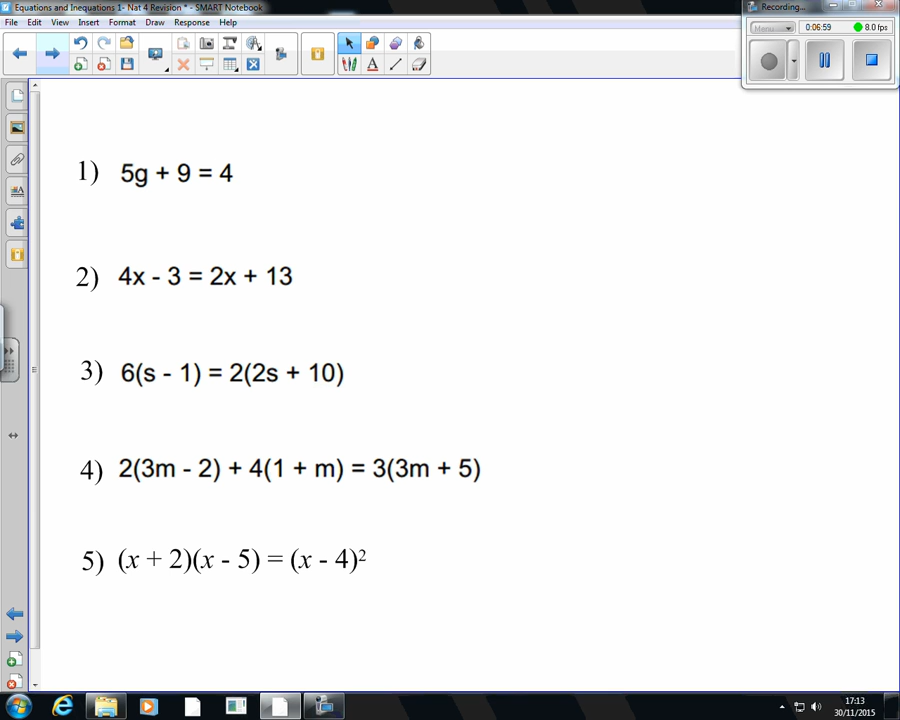 Equations and Inequations 1- Nat 4 Revision * - SMART Notebook
File Edit View Insert Format Draw Response Help
Recording...
Menu 0:06:59 8.0 fps
1) 5g + 9 = 4
2) 4x - 3 = 2x + 13
3) 6(s - 1) = 2(2s + 10)
4) 2(3m - 2) + 4(1 + m) = 3(3m + 5)
5) (x + 2)(x - 5) = (x - 4)²
17:13
30/11/2015